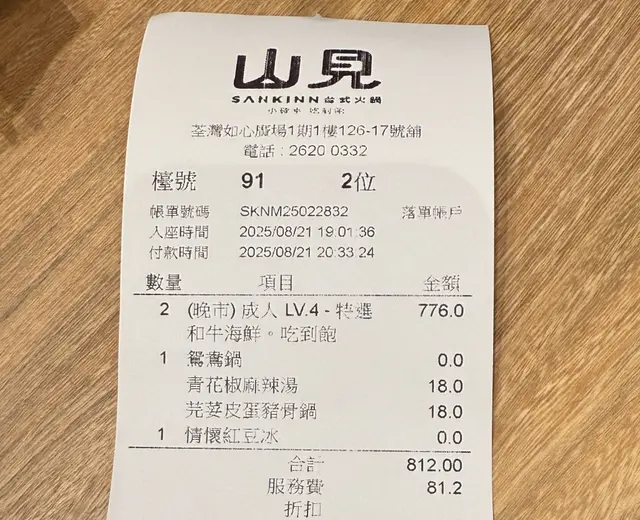 山見
SANKINN 台式火鍋
荃灣如心廣場1期1樓126-17號舖
電話 : 2620 0332
檯號 91 2位
帳單號碼 SKNM25022832 落單帳戶
入座時間 2025/08/21 19:01:36
付款時間 2025/08/21 20:33:24
數量 項目 金額
2 (晚市) 成人 LV.4 - 特選 776.0
和牛海鮮。吃到飽
1 鴛鴦鍋 0.0
青花椒麻辣湯 18.0
芫荽皮蛋豬骨鍋 18.0
1 情懷紅豆冰 0.0
合計 812.00
服務費 81.2
折扣